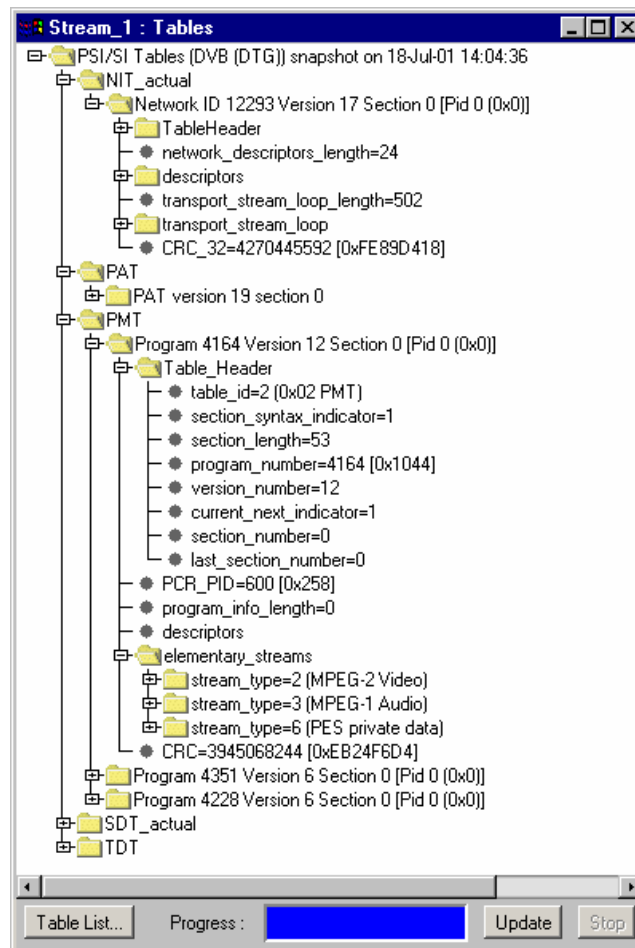 Stream_1 : Tables
PSI/SI Tables (DVB (DTG)) snapshot on 18-Jul-01 14:04:36
NIT_actual
Network ID 12293 Version 17 Section 0 [Pid 0 (0x0)]
TableHeader
network_descriptors_length=24
descriptors
transport_stream_loop_length=502
transport_stream_loop
CRC_32=4270445592 [0xFE89D418]
PAT
PAT version 19 section 0
PMT
Program 4164 Version 12 Section 0 [Pid 0 (0x0)]
Table_Header
table_id=2 (0x02 PMT)
section_syntax_indicator=1
section_length=53
program_number=4164 [0x1044]
version_number=12
current_next_indicator=1
section_number=0
last_section_number=0
PCR_PID=600 [0x258]
program_info_length=0
descriptors
elementary_streams
stream_type=2 (MPEG-2 Video)
stream_type=3 (MPEG-1 Audio)
stream_type=6 (PES private data)
CRC=3945068244 [0xEB24F6D4]
Program 4351 Version 6 Section 0 [Pid 0 (0x0)]
Program 4228 Version 6 Section 0 [Pid 0 (0x0)]
SDT_actual
TDT
Table List... Progress : Update Stop